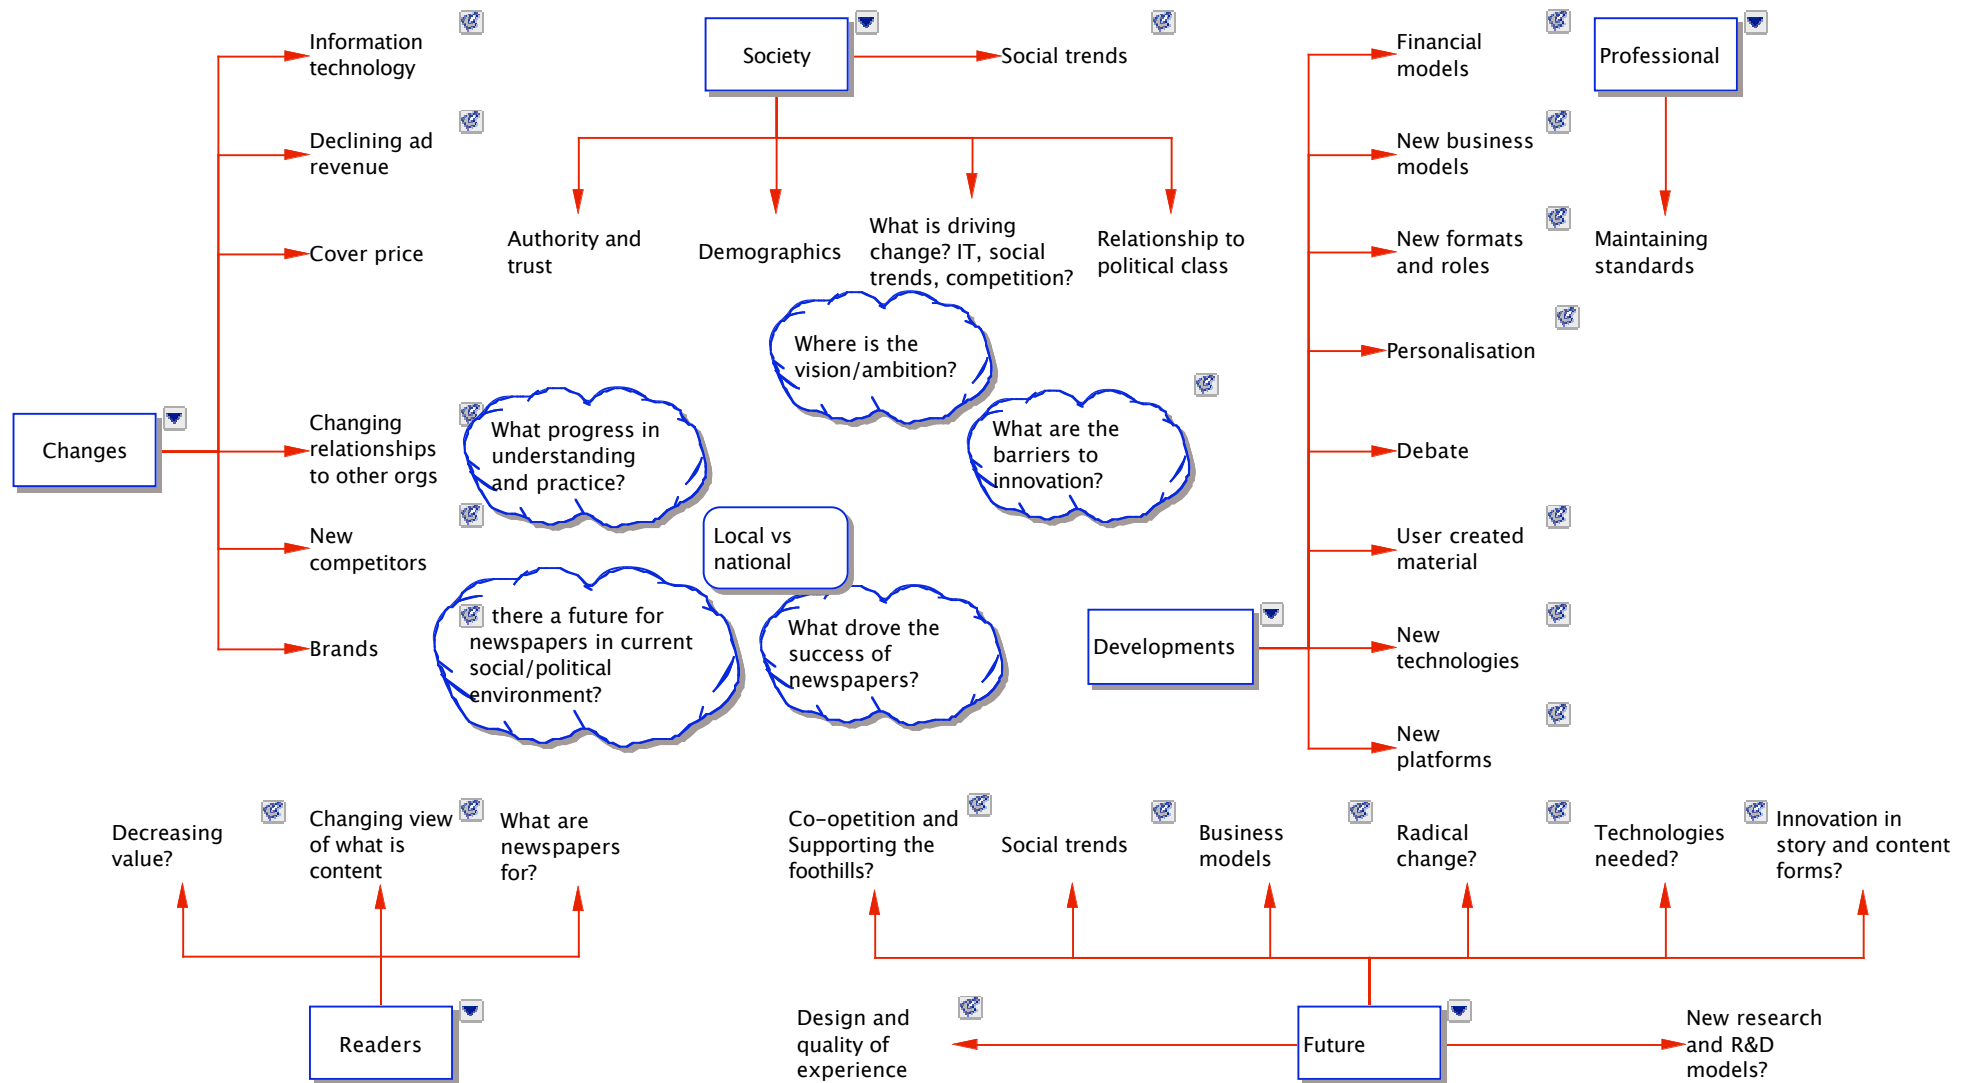 Information
technology
Declining ad
revenue
Cover price
Changes
Changing
relationships
to other orgs
New
competitors
Brands
Society
Social trends
Authority and
trust
Demographics
What is driving
change? IT, social
trends, competition?
Relationship to
political class
Where is the
vision/ambition?
What progress in
understanding
and practice?
What are the
barriers to
innovation?
Local vs
national
there a future for
newspapers in current
social/political
environment?
What drove the
success of
newspapers?
Financial
models
New business
models
New formats
and roles
Personalisation
Debate
User created
material
Developments
New
technologies
New
platforms
Professional
Maintaining
standards
Decreasing
value?
Changing view
of what is
content
What are
newspapers
for?
Readers
Co-opetition and
Supporting the
foothills?
Social trends
Business
models
Radical
change?
Technologies
needed?
Innovation in
story and content
forms?
Design and
quality of
experience
Future
New research
and R&D
models?